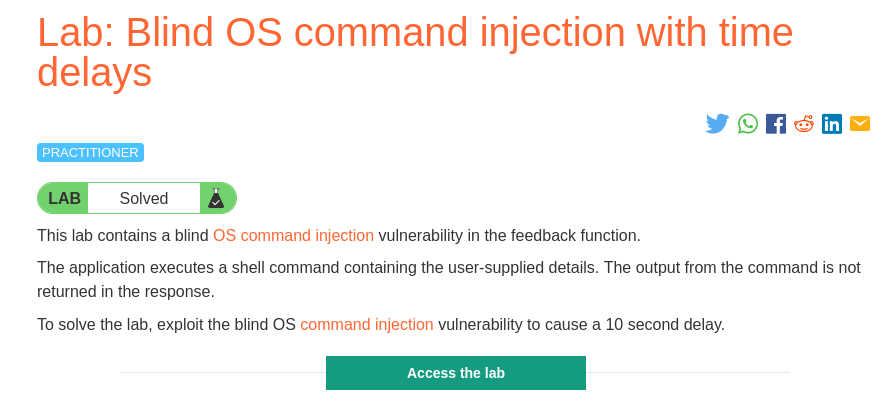 Lab: Blind OS command injection with time
delays
PRACTITIONER
LAB Solved
This lab contains a blind OS command injection vulnerability in the feedback function.
The application executes a shell command containing the user-supplied details. The output from the command is not
returned in the response.
To solve the lab, exploit the blind OS command injection vulnerability to cause a 10 second delay.
Access the lab